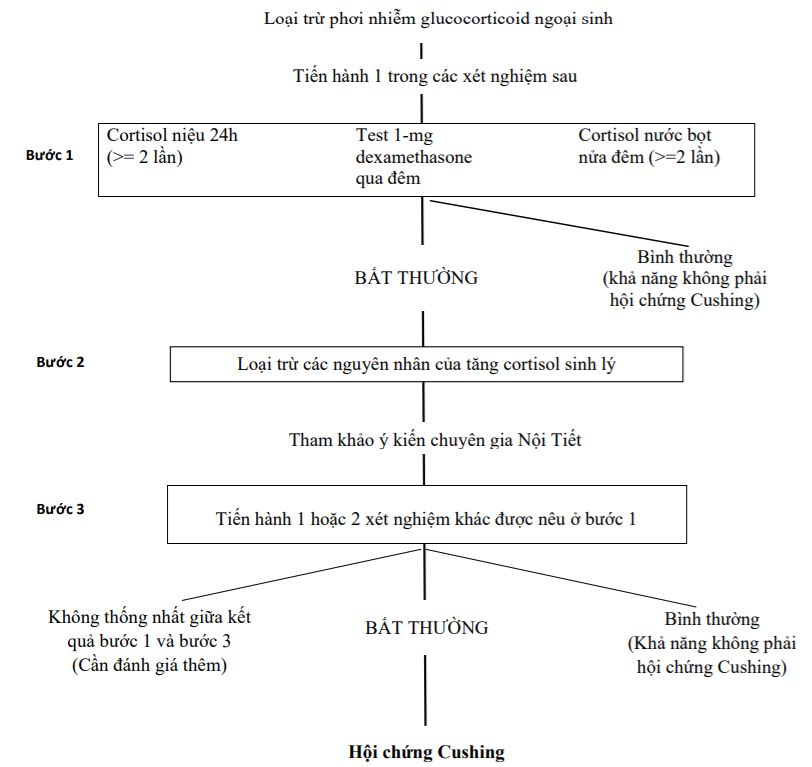 Loại trừ phơi nhiễm glucocorticoid ngoại sinh
Tiến hành 1 trong các xét nghiệm sau
Bước 1
Cortisol niệu 24h
(>= 2 lần)
Test 1-mg
dexamethasone
qua đêm
Cortisol nước bọt
nửa đêm (>=2 lần)
BẤT THƯỜNG
Bình thường
(khả năng không phải
hội chứng Cushing)
Bước 2
Loại trừ các nguyên nhân của tăng cortisol sinh lý
Tham khảo ý kiến chuyên gia Nội Tiết
Bước 3
Tiến hành 1 hoặc 2 xét nghiệm khác được nêu ở bước 1
Không thống nhất giữa kết
quả bước 1 và bước 3
(Cần đánh giá thêm)
BẤT THƯỜNG
Bình thường
(Khả năng không phải
hội chứng Cushing)
Hội chứng Cushing